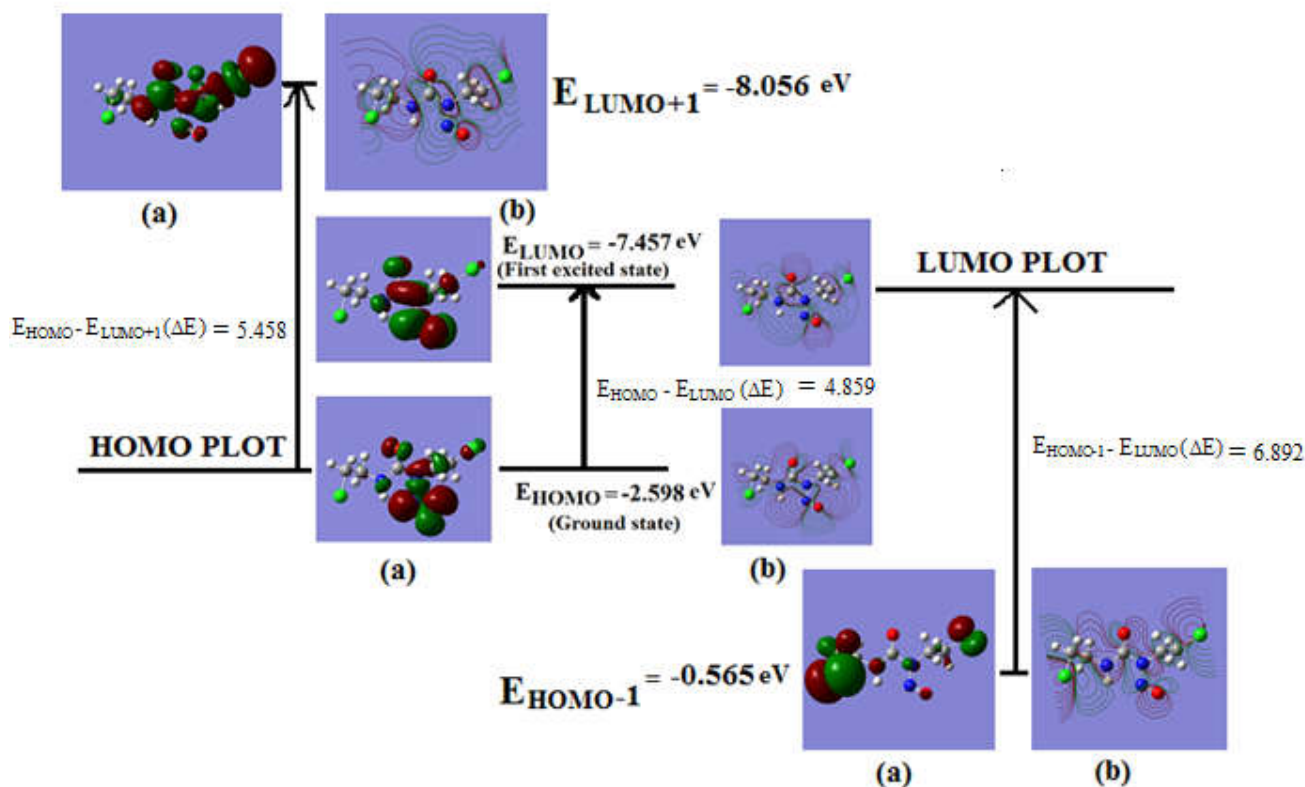 E LUMO+1 = -8.056 eV
(a)
(b)
E LUMO = -7.457 eV
(First excited state)
LUMO PLOT
E HOMO - E LUMO+1 (ΔE) = 5.458
E HOMO - E LUMO (ΔE) = 4.859
HOMO PLOT
E HOMO-1 - E LUMO (ΔE) = 6.892
E HOMO = -2.598 eV
(Ground state)
(a)
(b)
E HOMO-1 = -0.565 eV
(a)
(b)